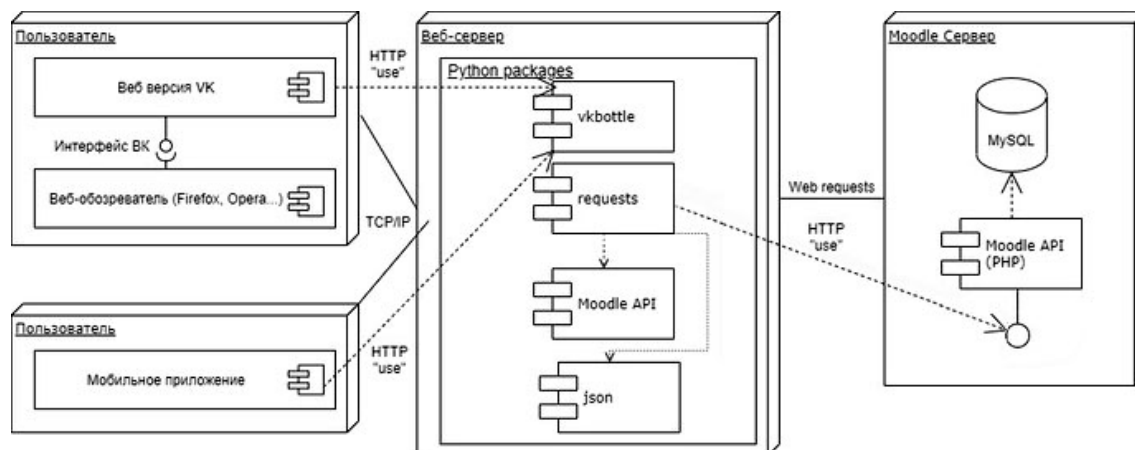 Пользователь
Веб версия VK
Интерфейс ВК
Веб-обозреватель (Firefox, Opera...)
Пользователь
Мобильное приложение
HTTP
"use"
TCP/IP
HTTP
"use"
Веб-сервер
Python packages
vkbottle
requests
Moodle API
json
Web requests
HTTP
"use"
Moodle Сервер
MySQL
Moodle API
(PHP)